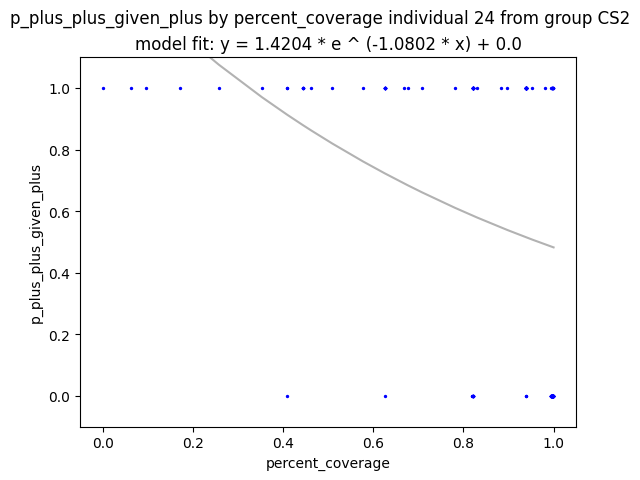 p_plus_plus_given_plus by percent_coverage individual 24 from group CS2
model fit: y = 1.4204 * e ^ (-1.0802 * x) + 0.0
1.0
0.8
0.6
0.4
0.2
0.0
p_plus_plus_given_plus
0.0 0.2 0.4 0.6 0.8 1.0
percent_coverage